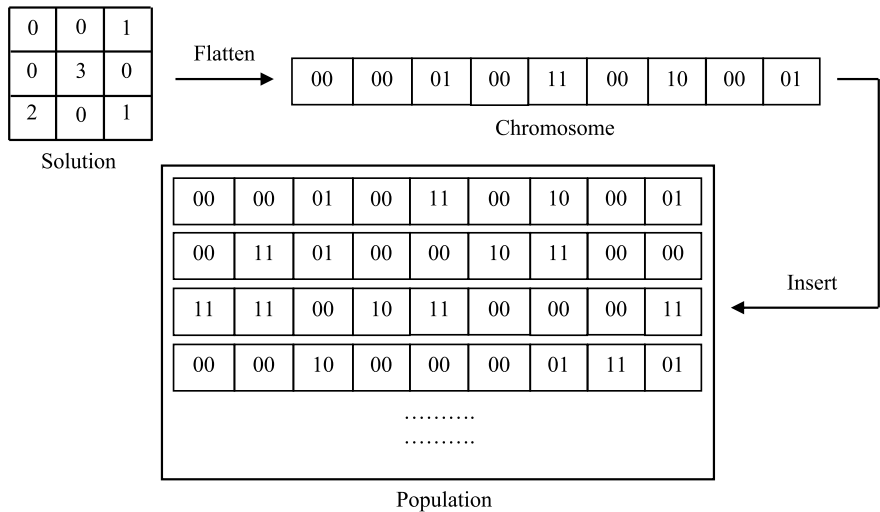 0 0 1
0 3 0
2 0 1
Solution
Flatten
00 00 01 00 11 00 10 00 01
Chromosome
00 00 01 00 11 00 10 00 01
00 11 01 00 00 10 11 00 00
11 11 00 10 11 00 00 00 11
00 00 10 00 00 00 01 11 01
..........
..........
Insert
Population